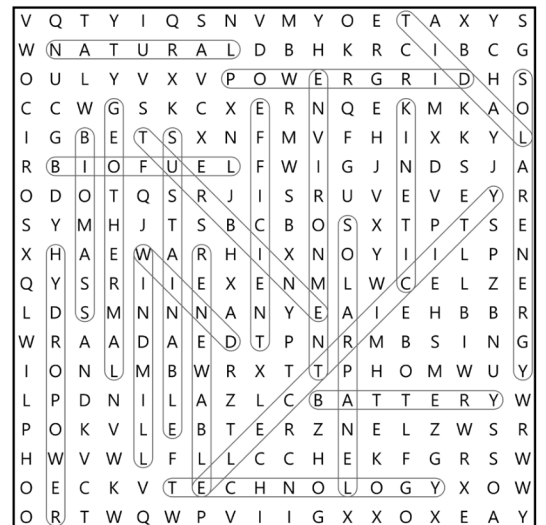 V Q T Y I Q S N V M Y O E T A X Y S
W N A T U R A L D B H K R C I B C G
O U L Y V X V P O W E R G R I D H S
C C W G S K C X E R N Q E K M K A O
I G B E T S X N F M V F H I X K Y L
R B I O F U E L F W I G J N D S J A
O D O T Q S R J I S R U V E V E Y R
S Y M H J T S B C B O S X T P T S E
X H A E W A R H I X N O Y I I L P N
Q Y S R I I E X E N M L W C E L Z E
L D S M N N N A N Y E A I E H B B R
W R A A D A E D T P N R M B S I N G
I O N L M B W R X T T P H O M W U Y
L P D N I L A Z L C B A T T E R Y W
P O K V L E B T E R Z N E L Z W S R
H W V W L F L L C C H E K F G R S W
O E C K V T E C H N O L O G Y X O W
O R T W Q W P V I I G X X O X E A Y